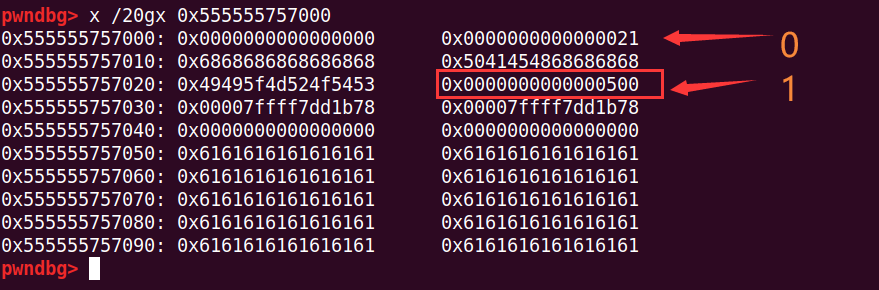 pwndbg> x /20gx 0x555555757000
0x555555757000: 0x0000000000000000 0x0000000000000021 0
0x555555757010: 0x6868686868686868 0x5041454868686868
0x555555757020: 0x49495f4d524f5453 0x0000000000000500 1
0x555555757030: 0x00007ffff7dd1b78 0x00007ffff7dd1b78
0x555555757040: 0x0000000000000000 0x0000000000000000
0x555555757050: 0x6161616161616161 0x6161616161616161
0x555555757060: 0x6161616161616161 0x6161616161616161
0x555555757070: 0x6161616161616161 0x6161616161616161
0x555555757080: 0x6161616161616161 0x6161616161616161
0x555555757090: 0x6161616161616161 0x6161616161616161
pwndbg>